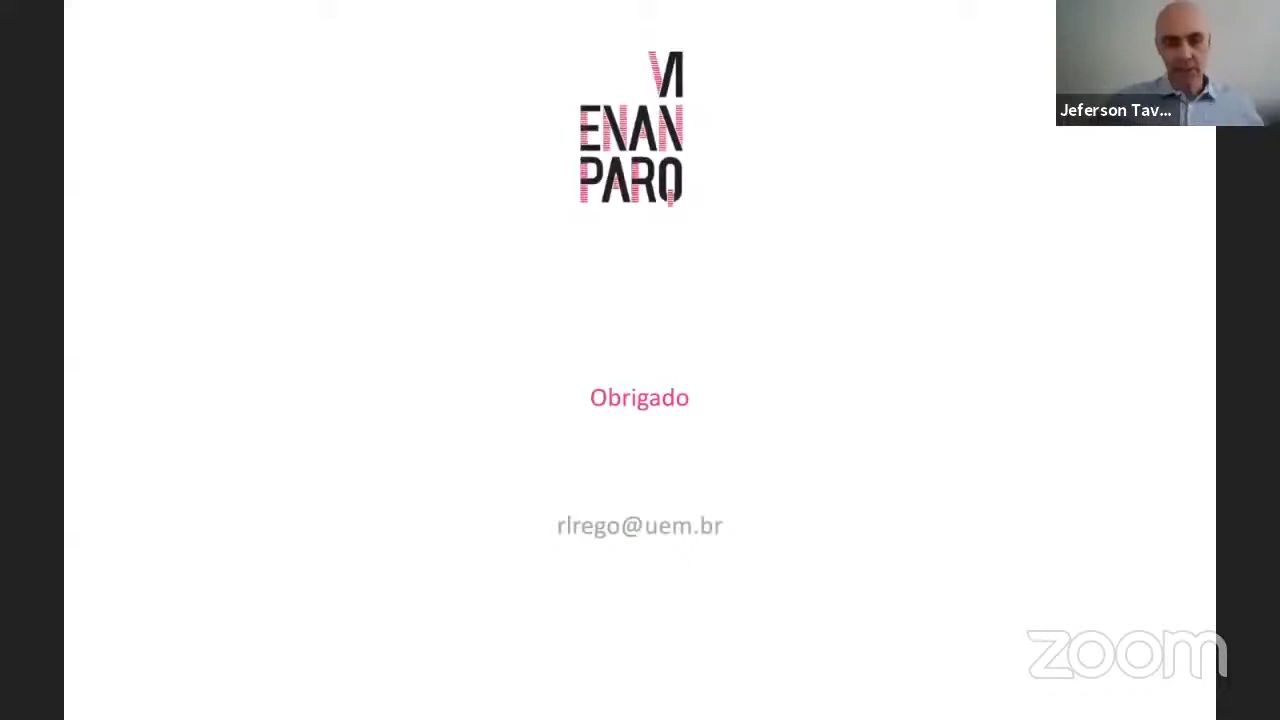 VI
ENAN
PARQ
Jeferson Tav...
Obrigado
rlrego@uem.br
zoom